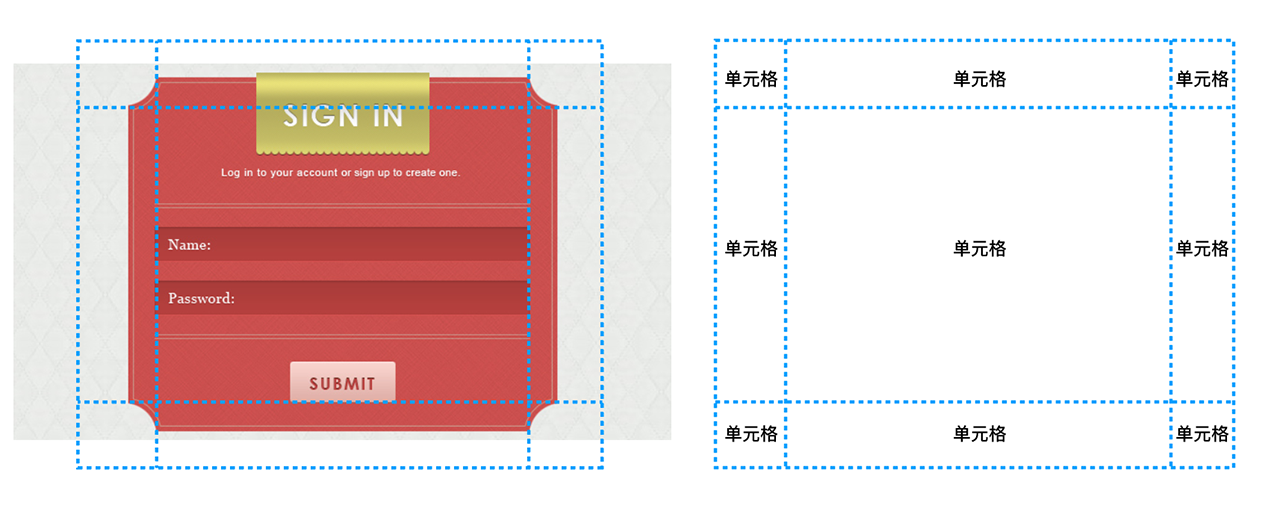 SIGN IN
Log in to your account or sign up to create one.
Name:
Password:
SUBMIT
单元格 单元格 单元格
单元格 单元格 单元格
单元格 单元格 单元格